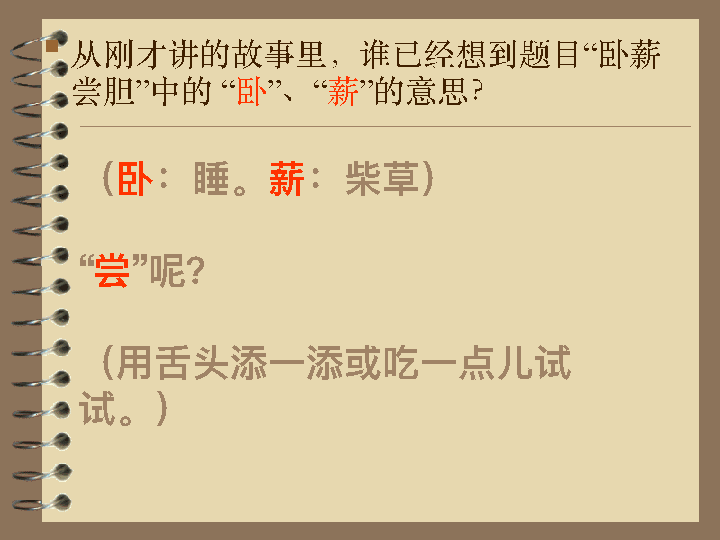 从刚才讲的故事里，谁已经想到题目“卧薪
尝胆”中的 “卧”、“薪”的意思？
（卧：睡。薪：柴草）
“尝”呢？
（用舌头添一添或吃一点儿试
试。）